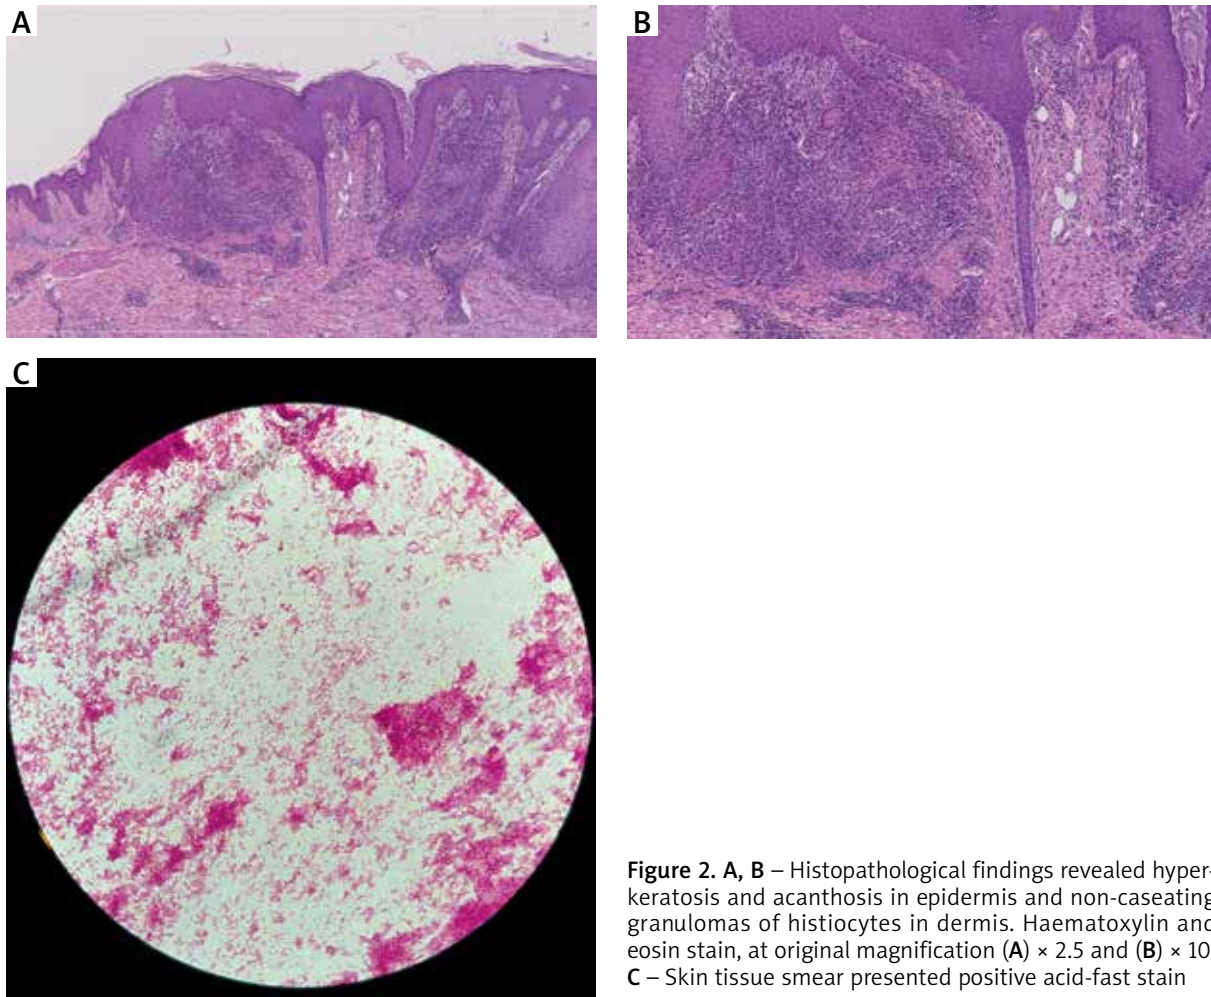 A
B
C
Figure 2. A, B – Histopathological findings revealed hyper-
keratosis and acanthosis in epidermis and non-caseating
granulomas of histiocytes in dermis. Haematoxylin and
eosin stain, at original magnification (A) × 2.5 and (B) × 10
C – Skin tissue smear presented positive acid-fast stain